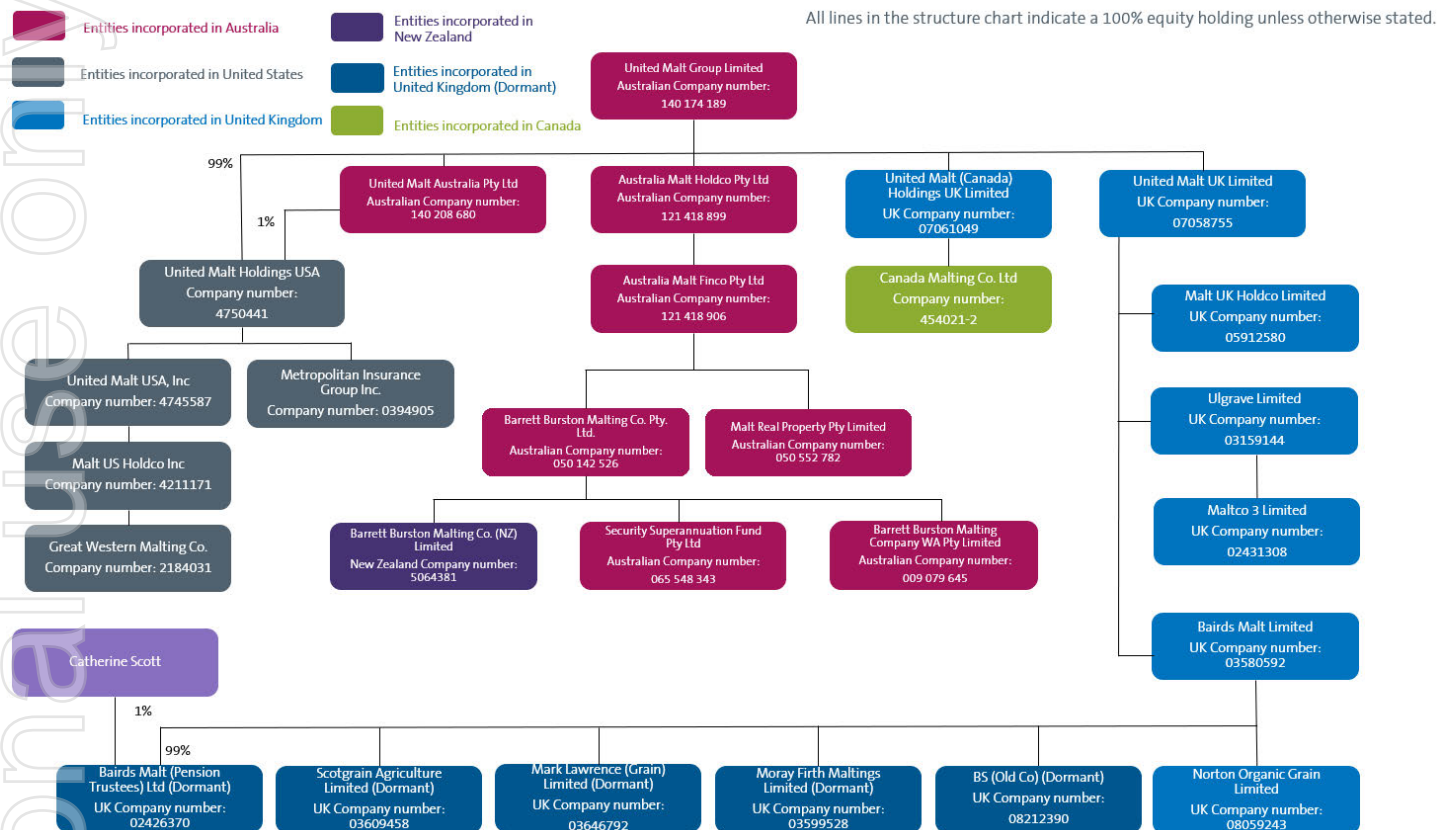 All lines in the structure chart indicate a 100% equity holding unless otherwise stated.
Entities incorporated in Australia
Entities incorporated in
New Zealand
Entities incorporated in United States
Entities incorporated in
United Kingdom (Dormant)
Entities incorporated in United Kingdom
Entities incorporated in Canada
United Malt Group Limited
Australian Company number:
140 174 189
99%
United Malt Australia Pty Ltd
Australian Company number:
140 208 680
1%
Australia Malt Holdco Pty Ltd
Australian Company number:
121 418 899
United Malt (Canada)
Holdings UK Limited
UK Company number:
07061049
United Malt UK Limited
UK Company number:
07058755
United Malt Holdings USA
Company number:
4750441
Australia Malt Finco Pty Ltd
Australian Company number:
121 418 906
Canada Malting Co. Ltd
Company number:
454021-2
Malt UK Holdco Limited
UK Company number:
05912580
United Malt USA, Inc
Company number: 4745587
Metropolitan Insurance
Group Inc.
Company number: 0394905
Barrett Burston Malting Co. Pty.
Ltd.
Australian Company number:
050 142 526
Malt Real Property Pty Limited
Australian Company number:
050 552 782
Ulgrave Limited
UK Company number:
03159144
Malt US Holdco Inc
Company number: 4211171
Great Western Malting Co.
Company number: 2184031
Barrett Burston Malting Co. (NZ)
Limited
New Zealand Company number:
5064381
Security Superannuation Fund
Pty Ltd
Australian Company number:
065 548 343
Barrett Burston Malting
Company WA Pty Limited
Australian Company number:
009 079 645
Maltco 3 Limited
UK Company number:
02431308
Bairds Malt Limited
UK Company number:
03580592
Catherine Scott
1%
99%
Bairds Malt (Pension
Trustees) Ltd (Dormant)
UK Company number:
02426370
Scotgrain Agriculture
Limited (Dormant)
UK Company number:
03609458
Mark Lawrence (Grain)
Limited (Dormant)
UK Company number:
03646792
Moray Firth Maltings
Limited (Dormant)
UK Company number:
03599528
BS (Old Co) (Dormant)
UK Company number:
08212390
Norton Organic Grain
Limited
UK Company number:
08059243
onal use only